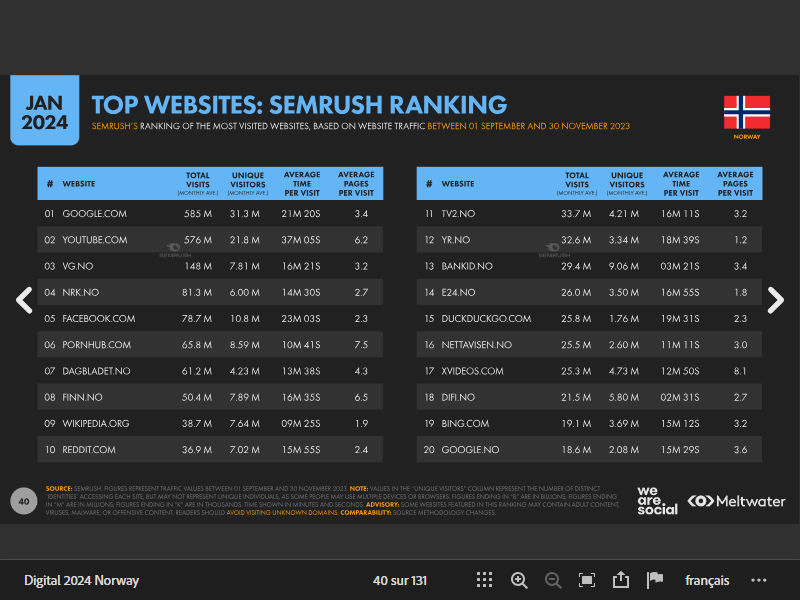 JAN
2024
TOP WEBSITES: SEMRUSH RANKING
SEMRUSH'S RANKING OF THE MOST VISITED WEBSITES, BASED ON WEBSITE TRAFFIC BETWEEN 01 SEPTEMBER AND 30 NOVEMBER 2023
NORWAY
# WEBSITE TOTAL VISITS (MONTHLY AVE.) UNIQUE VISITORS (MONTHLY AVE.) AVERAGE TIME PER VISIT AVERAGE PAGES PER VISIT
01 GOOGLE.COM 585 M 31.3 M 21M 20S 3.4
02 YOUTUBE.COM 576 M 21.8 M 37M 05S 6.2
03 VG.NO 148 M 7.81 M 16M 21S 3.2
04 NRK.NO 81.3 M 6.00 M 14M 30S 2.7
05 FACEBOOK.COM 78.7 M 10.8 M 23M 03S 2.3
06 PORNHUB.COM 65.8 M 8.59 M 10M 41S 7.5
07 DAGBLADET.NO 61.2 M 4.23 M 13M 38S 4.3
08 FINN.NO 50.4 M 7.89 M 16M 35S 6.5
09 WIKIPEDIA.ORG 38.7 M 7.64 M 09M 25S 1.9
10 REDDIT.COM 36.9 M 7.02 M 15M 55S 2.4
SEMRUSH
# WEBSITE TOTAL VISITS (MONTHLY AVE.) UNIQUE VISITORS (MONTHLY AVE.) AVERAGE TIME PER VISIT AVERAGE PAGES PER VISIT
11 TV2.NO 33.7 M 4.21 M 16M 11S 3.2
12 YR.NO 32.6 M 3.34 M 18M 39S 1.2
13 BANKID.NO 29.4 M 9.06 M 03M 21S 3.4
14 E24.NO 26.0 M 3.50 M 16M 55S 1.8
15 DUCKDUCKGO.COM 25.8 M 1.76 M 19M 31S 2.3
16 NETTAVISEN.NO 25.5 M 2.60 M 11M 11S 3.0
17 XVIDEOS.COM 25.3 M 4.73 M 12M 50S 8.1
18 DIFI.NO 21.5 M 5.80 M 02M 31S 2.7
19 BING.COM 19.1 M 3.69 M 15M 12S 3.2
20 GOOGLE.NO 18.6 M 2.08 M 15M 29S 3.6
SEMRUSH
40
SOURCE: SEMRUSH. FIGURES REPRESENT TRAFFIC VALUES BETWEEN 01 SEPTEMBER AND 30 NOVEMBER 2023. NOTE: VALUES IN THE "UNIQUE VISITORS" COLUMN REPRESENT THE NUMBER OF DISTINCT
'IDENTITIES' ACCESSING EACH SITE, BUT MAY NOT REPRESENT UNIQUE INDIVIDUALS, AS SOME PEOPLE MAY USE MULTIPLE DEVICES OR BROWSERS. FIGURES ENDING IN "B" ARE IN BILLIONS, FIGURES ENDING
IN "M" ARE IN MILLIONS, FIGURES ENDING IN "K" ARE IN THOUSANDS. TIME SHOWN IN MINUTES AND SECONDS. ADVISORY: SOME WEBSITES FEATURED IN THIS RANKING MAY CONTAIN ADULT CONTENT,
VIRUSES, MALWARE, OR OFFENSIVE CONTENT. READERS SHOULD AVOID VISITING UNKNOWN DOMAINS. COMPARABILITY: SOURCE METHODOLOGY CHANGES.
we
are.
social
Meltwater
Digital 2024 Norway
40 sur 131
français